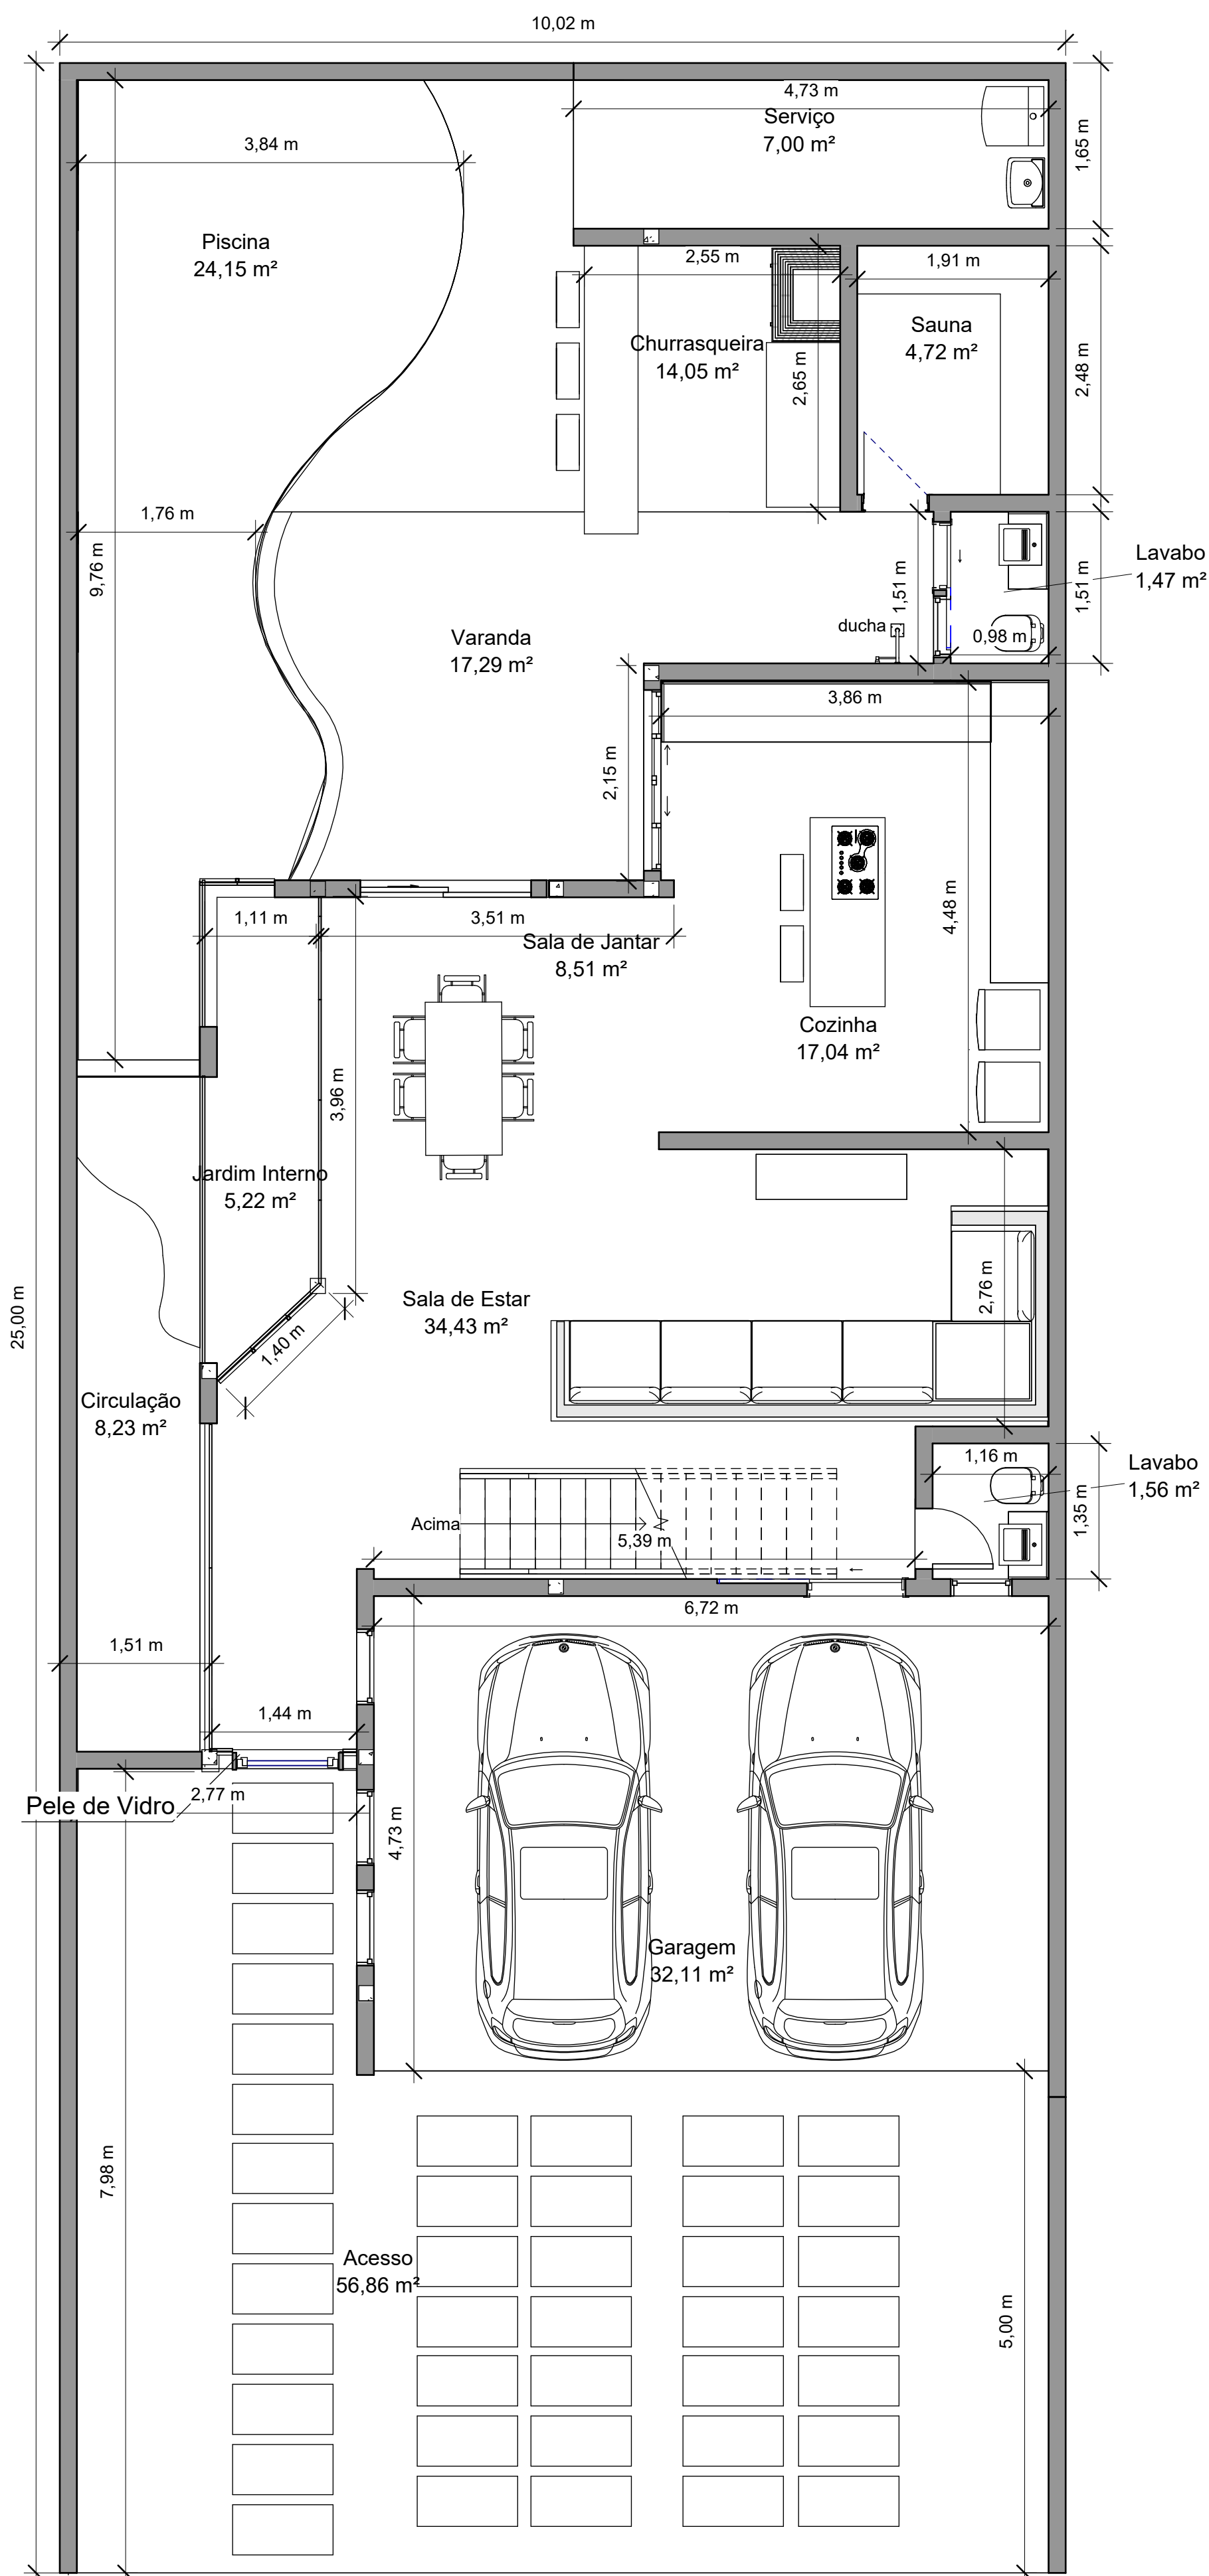 10,02 m
4,73 m
Serviço
7,00 m²
1,65 m
3,84 m
Piscina
24,15 m²
2,55 m
1,91 m
Churrasqueira
14,05 m²
2,65 m
Sauna
4,72 m²
2,48 m
1,76 m
9,76 m
1,51 m
1,51 m
Lavabo
1,47 m²
ducha
0,98 m
Varanda
17,29 m²
3,86 m
2,15 m
4,48 m
1,11 m
3,51 m
Sala de Jantar
8,51 m²
Cozinha
17,04 m²
3,96 m
Jardim Interno
5,22 m²
25,00 m
Sala de Estar
34,43 m²
2,76 m
1,40 m
Circulação
8,23 m²
1,16 m
Lavabo
1,56 m²
1,35 m
Acima
5,39 m
6,72 m
1,51 m
1,44 m
2,77 m
Pele de Vidro
4,73 m
Garagem
32,11 m²
7,98 m
Acesso
56,86 m²
5,00 m